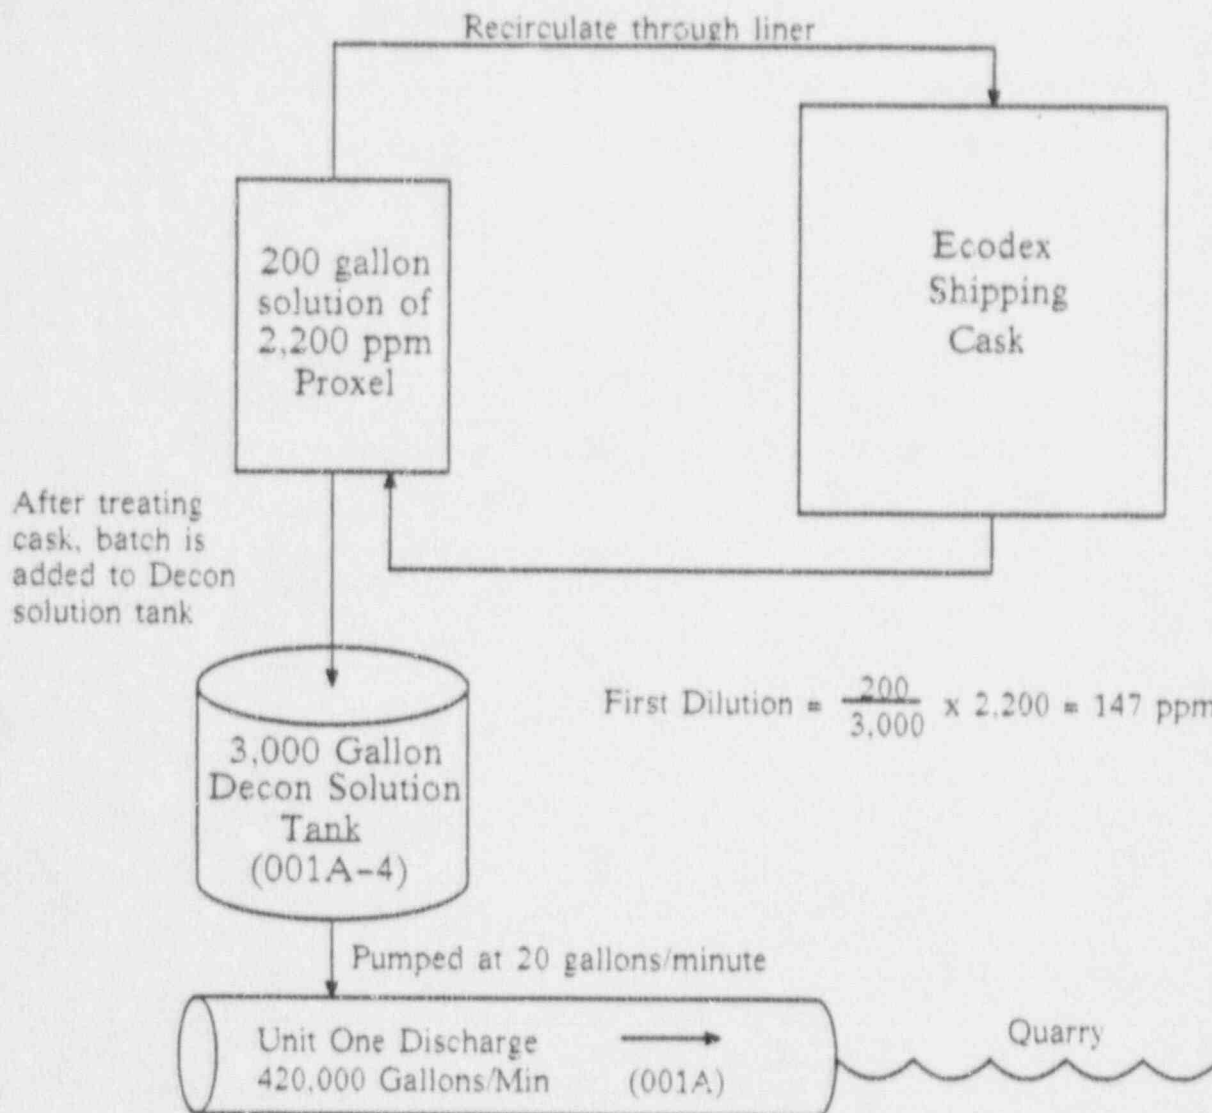 Recirculate through liner
200 gallon
solution of
2,200 ppm
Proxel
Ecodex
Shipping
Cask
After treating
cask, batch is
added to Decon
solution tank
First Dilution = 200/3,000 x 2,200 = 147 ppm
3,000 Gallon
Decon Solution
Tank
(001A-4)
Pumped at 20 gallons/minute
Unit One Discharge
420,000 Gallons/Min
(001A)
Quarry